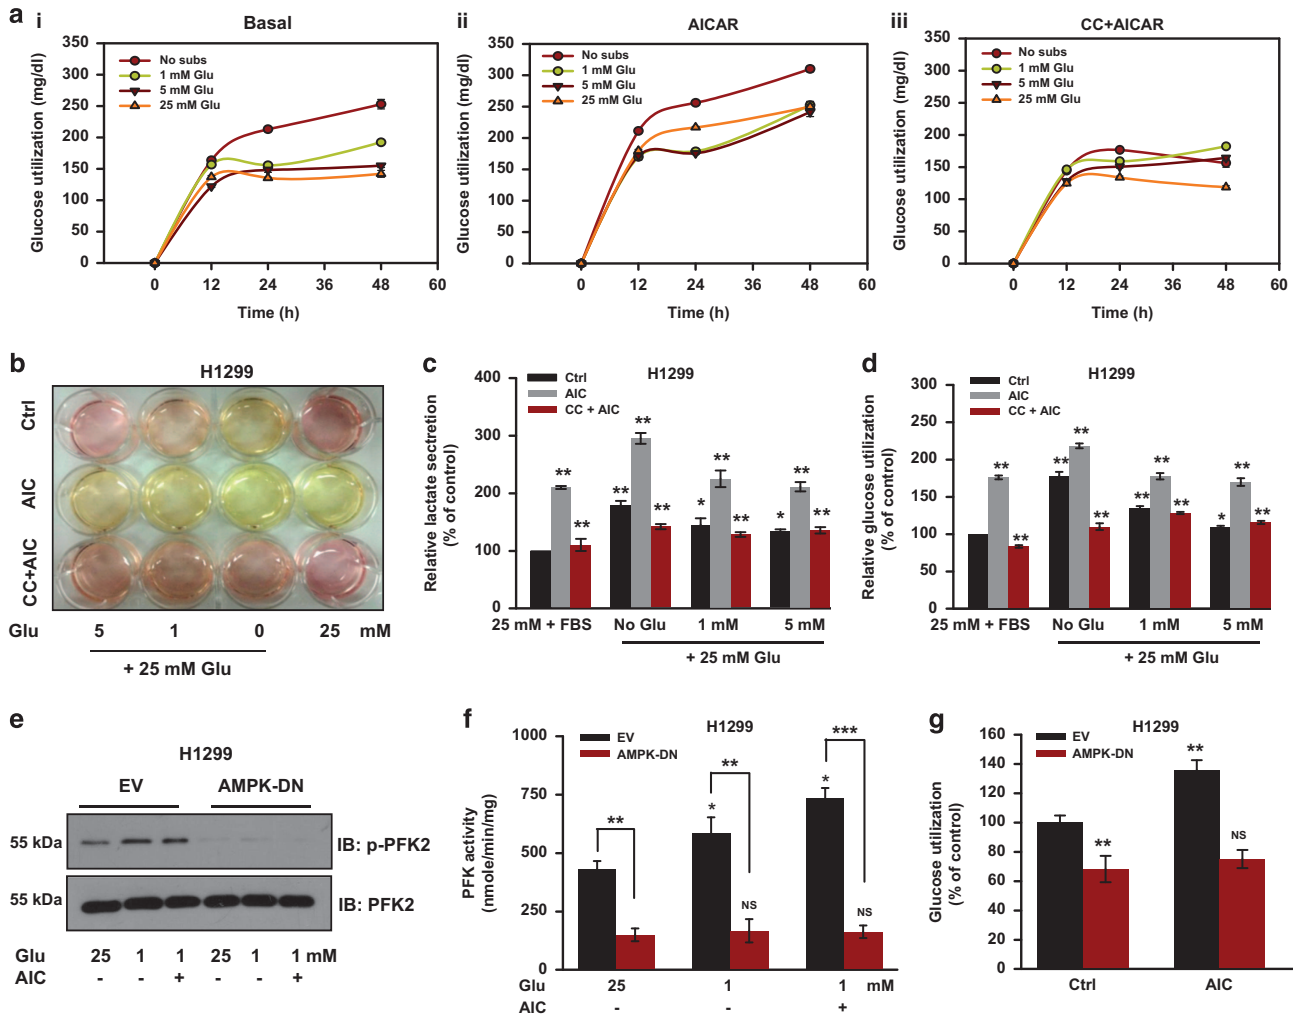 a
i
Basal
Glucose utilization (mg/dl)
350
300
250
200
150
100
50
0
No subs
1 mM Glu
5 mM Glu
25 mM Glu
0 12 24 36 48 60
Time (h)
ii
AICAR
Glucose utilization (mg/dl)
350
300
250
200
150
100
50
0
No subs
1 mM Glu
5 mM Glu
25 mM Glu
0 12 24 36 48 60
Time (h)
iii
CC+AICAR
Glucose utilization (mg/dl)
350
300
250
200
150
100
50
0
No subs
1 mM Glu
5 mM Glu
25 mM Glu
0 12 24 36 48 60
Time (h)
b
H1299
Ctrl
AIC
CC+AIC
Glu 5 1 0 25 mM
+ 25 mM Glu
c
H1299
Relative lactate sectretion
(% of control)
400
300
200
100
0
Ctrl
AIC
CC + AIC
** ** ** ** ** * ** ** * ** **
25 mM + FBS No Glu 1 mM 5 mM
+ 25 mM Glu
d
H1299
Relative glucose utilization
(% of control)
300
250
200
150
100
50
0
Ctrl
AIC
CC + AIC
** ** ** ** ** ** ** ** * ** **
25 mM + FBS No Glu 1 mM 5 mM
+ 25 mM Glu
e
H1299
EV AMPK-DN
55 kDa IB: p-PFK2
55 kDa IB: PFK2
Glu 25 1 1 25 1 1 mM
AIC - - + - - +
f
H1299
PFK activity
(nmole/min/mg)
1000
750
500
250
0
EV
AMPK-DN
** * ** NS * *** NS
Glu 25 1 1 mM
AIC - - +
g
H1299
Glucose utilization
(% of control)
160
140
120
100
80
60
40
20
0
EV
AMPK-DN
** ** NS
Ctrl AIC